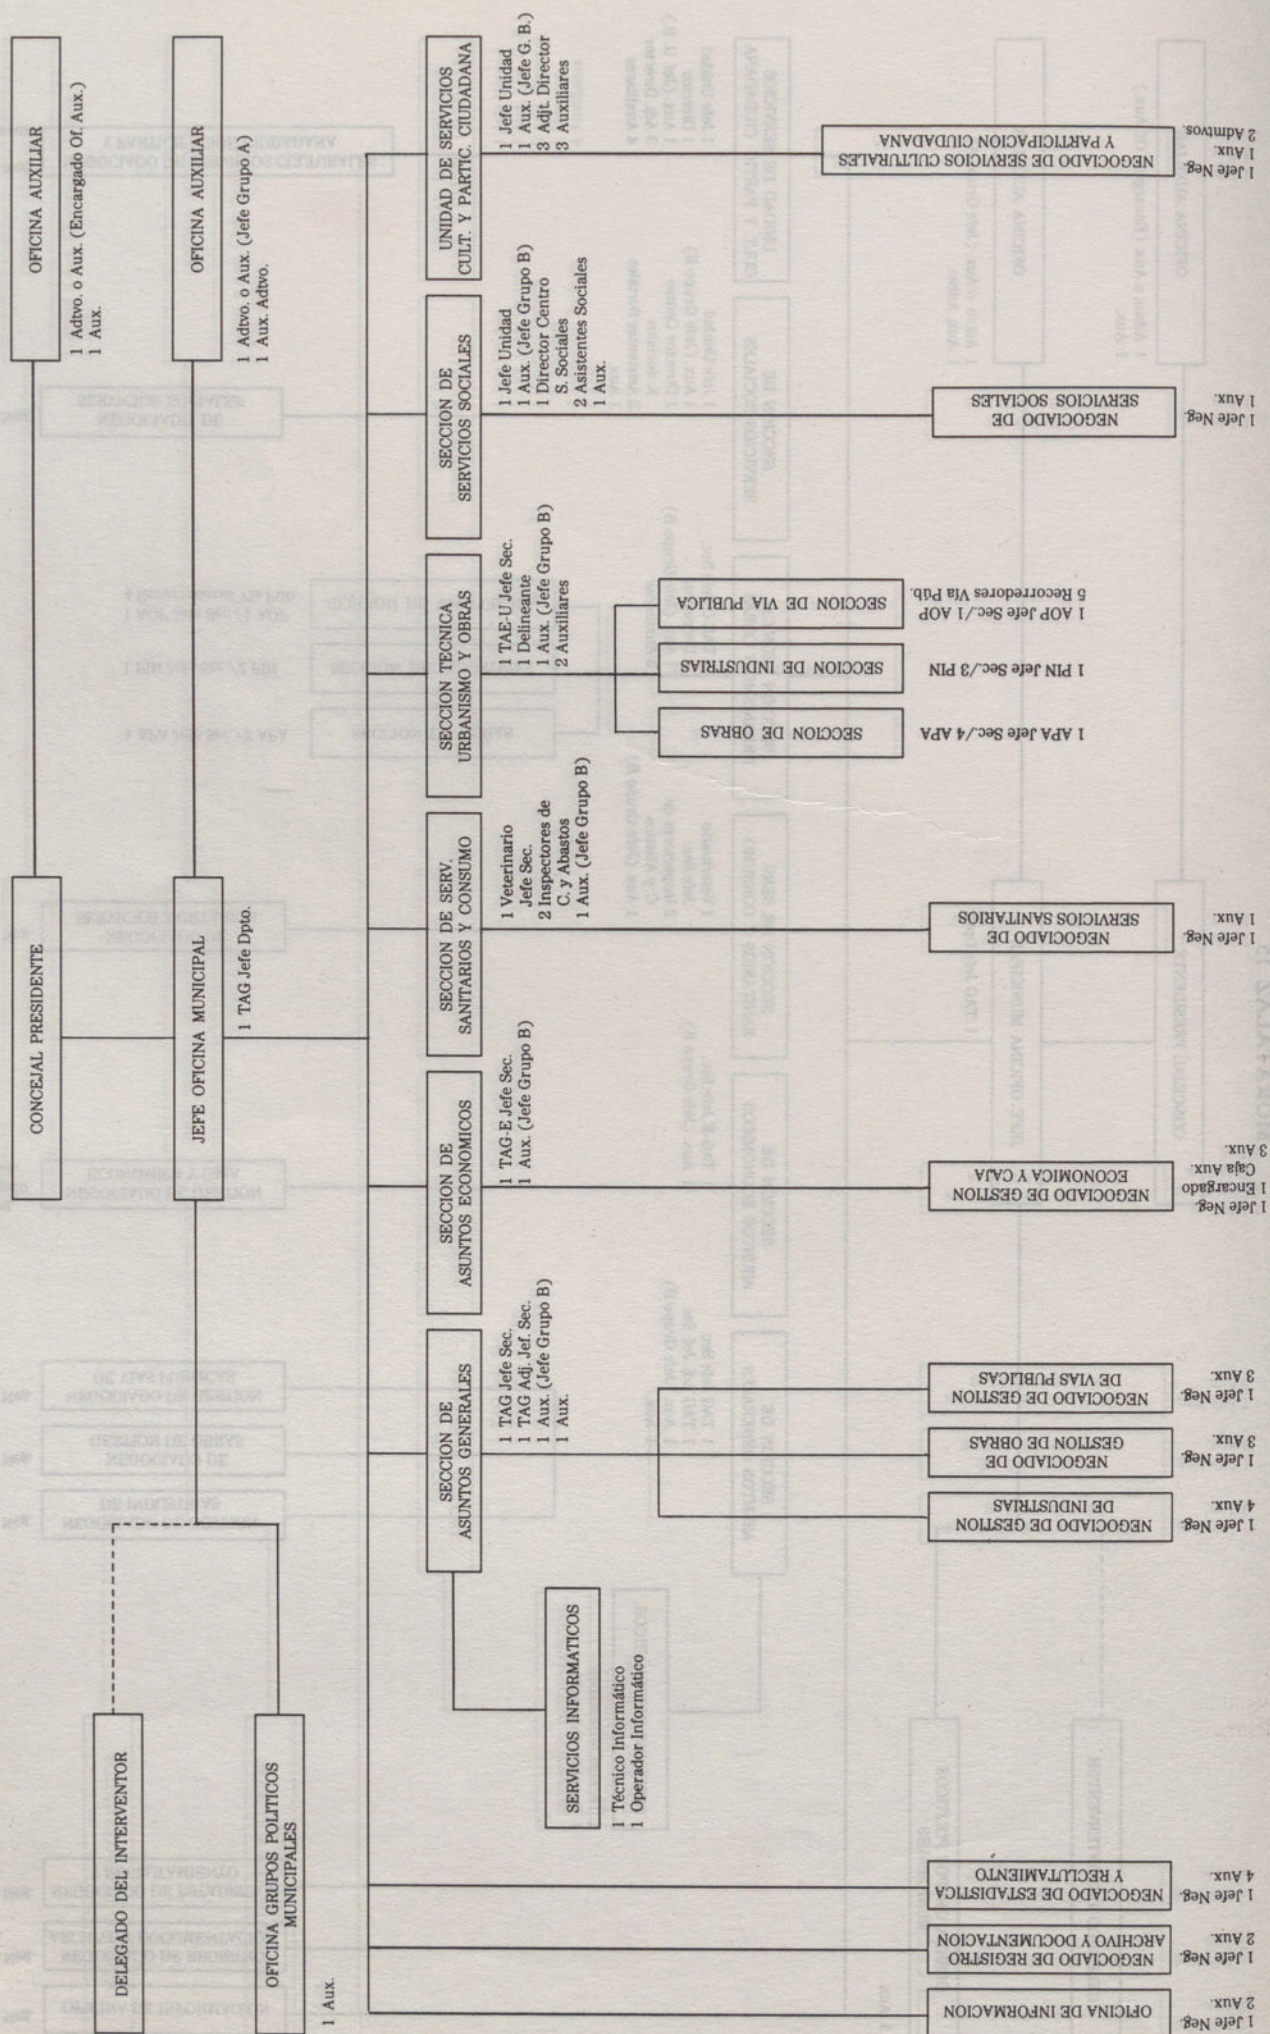 CONCEJAL PRESIDENTE
OFICINA AUXILIAR
1 Adtvo. o Aux. (Encargado Of. Aux.)
1 Aux.
JEFE OFICINA MUNICIPAL
1 TAG Jefe Dpto.
OFICINA AUXILIAR
1 Adtvo. o Aux. (Jefe Grupo A)
1 Aux. Adtvo.
DELEGADO DEL INTERVENTOR
OFICINA GRUPOS POLITICOS
MUNICIPALES
1 Aux.
SECCION DE
ASUNTOS GENERALES
1 TAG Jefe Sec.
1 TAG Adj. Jef. Sec.
1 Aux. (Jefe Grupo B)
1 Aux.
SECCION DE
ASUNTOS ECONOMICOS
1 TAG-E Jefe Sec.
1 Aux. (Jefe Grupo B)
SECCION DE SERV.
SANITARIOS Y CONSUMO
1 Veterinario
Jefe Sec.
2 Inspectores de
C. y Abastos
1 Aux. (Jefe Grupo B)
SECCION TECNICA
URBANISMO Y OBRAS
1 TAE-U Jefe Sec.
1 Delineante
1 Aux. (Jefe Grupo B)
2 Auxiliares
SECCION DE
SERVICIOS SOCIALES
1 Jefe Unidad
1 Aux. (Jefe Grupo B)
1 Director Centro
S. Sociales
2 Asistentes Sociales
1 Aux.
UNIDAD DE SERVICIOS
CULT. Y PARTIC. CIUDADANA
1 Jefe Unidad
1 Aux. (Jefe G. B.)
3 Adjt. Director
3 Auxiliares
SERVICIOS INFORMATICOS
1 Técnico Informático
1 Operador Informático
SECCION DE OBRAS
1 APA Jefe Sec./4 APA
SECCION DE INDUSTRIAS
1 PIN Jefe Sec./3 PIN
SECCION DE VIA PUBLICA
1 AOP Jefe Sec./1 AOP
5 Recorredores Vía Púb.
OFICINA DE INFORMACION
1 Jefe Neg.
2 Aux.
NEGOCIADO DE REGISTRO
ARCHIVO Y DOCUMENTACION
1 Jefe Neg.
2 Aux.
NEGOCIADO DE ESTADISTICA
Y RECLUTAMIENTO
1 Jefe Neg.
4 Aux.
NEGOCIADO DE GESTION
DE INDUSTRIAS
1 Jefe Neg.
4 Aux.
NEGOCIADO DE
GESTION DE OBRAS
1 Jefe Neg.
3 Aux.
NEGOCIADO DE GESTION
DE VIAS PUBLICAS
1 Jefe Neg.
3 Aux.
NEGOCIADO DE GESTION
ECONOMICA Y CAJA
1 Jefe Neg.
1 Encargado
Caja Aux.
3 Aux.
NEGOCIADO DE
SERVICIOS SANITARIOS
1 Jefe Neg.
1 Aux.
NEGOCIADO DE
SERVICIOS SOCIALES
1 Jefe Neg.
1 Aux.
NEGOCIADO DE SERVICIOS CULTURALES
Y PARTICIPACION CIUDADANA
1 Jefe Neg.
1 Aux.
2 Admtvos.